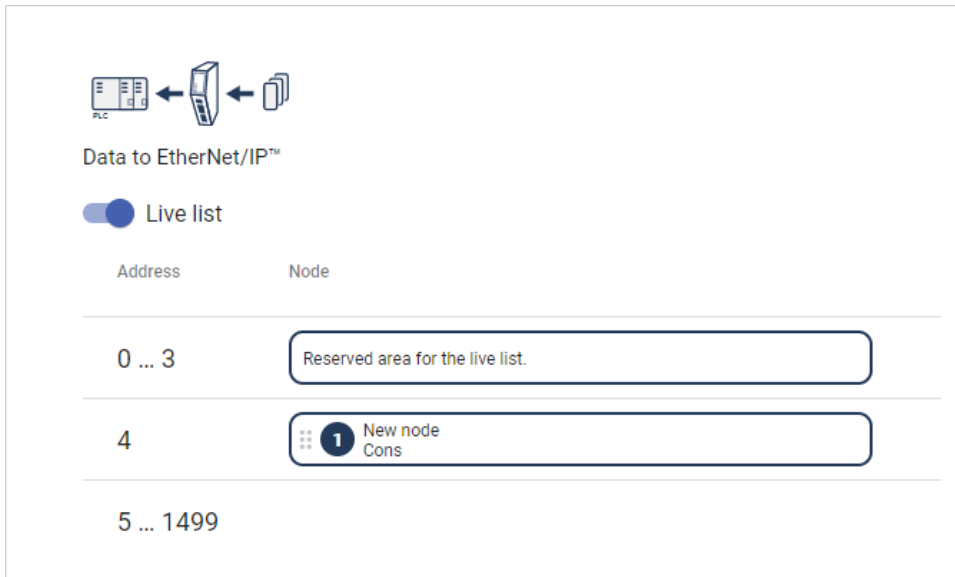 PLC
Data to EtherNet/IP™
Live list
Address Node
0 ... 3 Reserved area for the live list.
4 1 New node
Cons
5 ... 1499